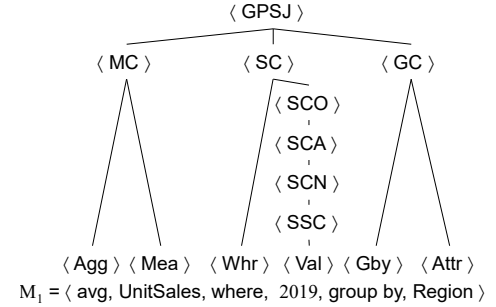 ⟨ GPSJ ⟩
⟨ MC ⟩ ⟨ SC ⟩ ⟨ GC ⟩
⟨ SCO ⟩
⟨ SCA ⟩
⟨ SCN ⟩
⟨ SSC ⟩
⟨ Agg ⟩ ⟨ Mea ⟩ ⟨ Whr ⟩ ⟨ Val ⟩ ⟨ Gby ⟩ ⟨ Attr ⟩
M₁ = ⟨ avg, UnitSales, where, 2019, group by, Region ⟩